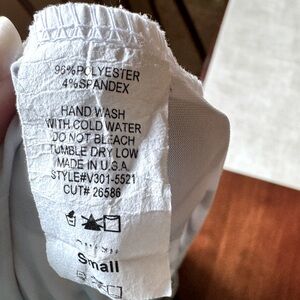 96%POLYESTER
4%SPANDEX
HAND WASH
WITH COLD WATER
DO NOT BLEACH
TUMBLE DRY LOW
MADE IN U.S.A.
STYLE#V301-5521
CUT# 26586
Small